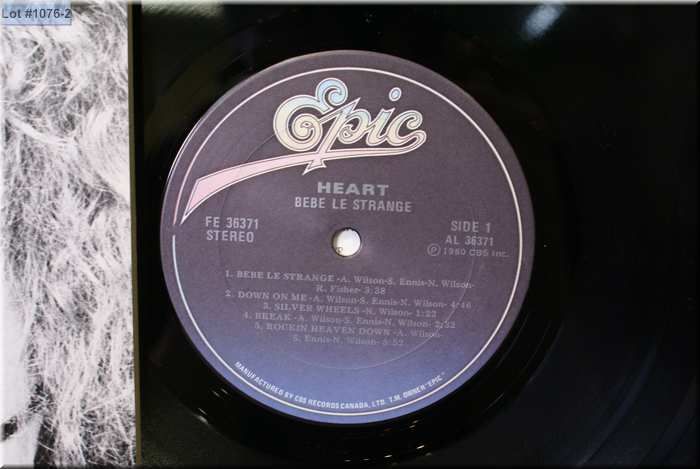 Lot #1076-2
Epic
HEART
BEBE LE STRANGE
FE 36371
STEREO
SIDE 1
AL 36371
Ⓟ 1980 CBS Inc.
1. BEBE LE STRANGE -A. Wilson-S. Ennis-N. Wilson-
R. Fisher- 3:38
2. DOWN ON ME -A. Wilson-S. Ennis-N. Wilson- 4:46
3. SILVER WHEELS -N. Wilson- 1:22
4. BREAK -A. Wilson-S. Ennis-N. Wilson- 2:32
5. ROCKIN HEAVEN DOWN -A. Wilson-
S. Ennis-N. Wilson- 5:52
MANUFACTURED BY CBS RECORDS CANADA, LTD. T.M. OWNER "EPIC"